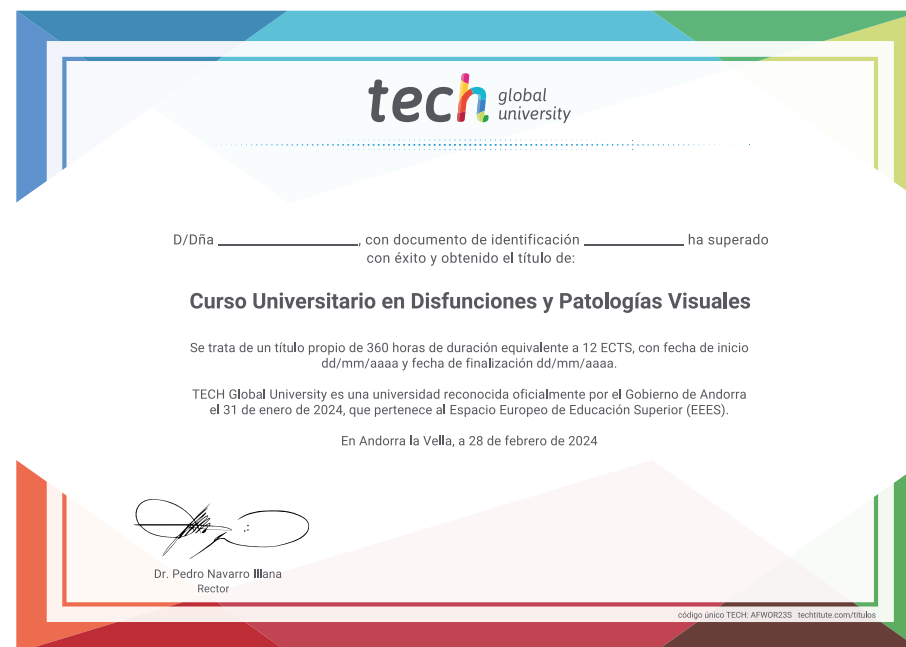 tech global university
D/Dña ______________, con documento de identificación __________ ha superado
con éxito y obtenido el título de:
Curso Universitario en Disfunciones y Patologías Visuales
Se trata de un título propio de 360 horas de duración equivalente a 12 ECTS, con fecha de inicio
dd/mm/aaaa y fecha de finalización dd/mm/aaaa.
TECH Global University es una universidad reconocida oficialmente por el Gobierno de Andorra
el 31 de enero de 2024, que pertenece al Espacio Europeo de Educación Superior (EEES).
En Andorra la Vella, a 28 de febrero de 2024
Dr. Pedro Navarro Illana
Rector
código único TECH: AFWOR23S techtitute.com/titulos